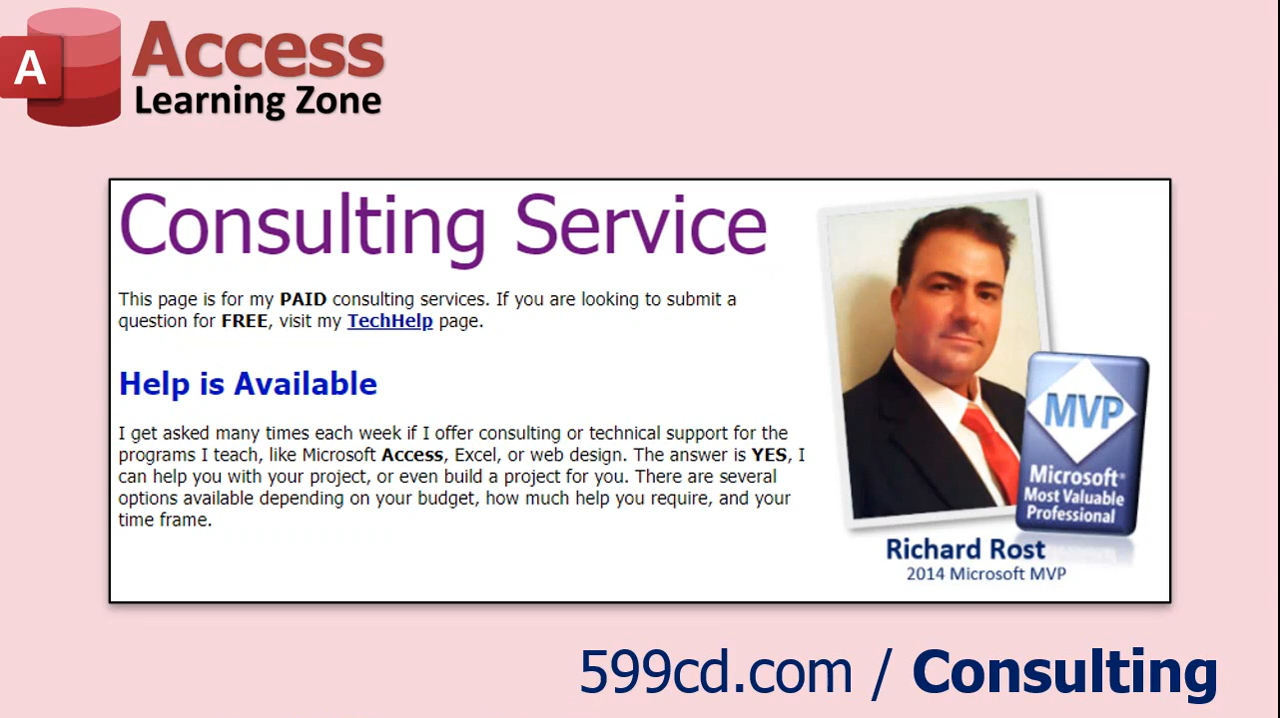 A
Access
Learning Zone
Consulting Service
This page is for my PAID consulting services. If you are looking to submit a
question for FREE, visit my TechHelp page.
Help is Available
I get asked many times each week if I offer consulting or technical support for the
programs I teach, like Microsoft Access, Excel, or web design. The answer is YES, I
can help you with your project, or even build a project for you. There are several
options available depending on your budget, how much help you require, and your
time frame.
MVP
Microsoft®
Most Valuable
Professional
Richard Rost
2014 Microsoft MVP
599cd.com / Consulting